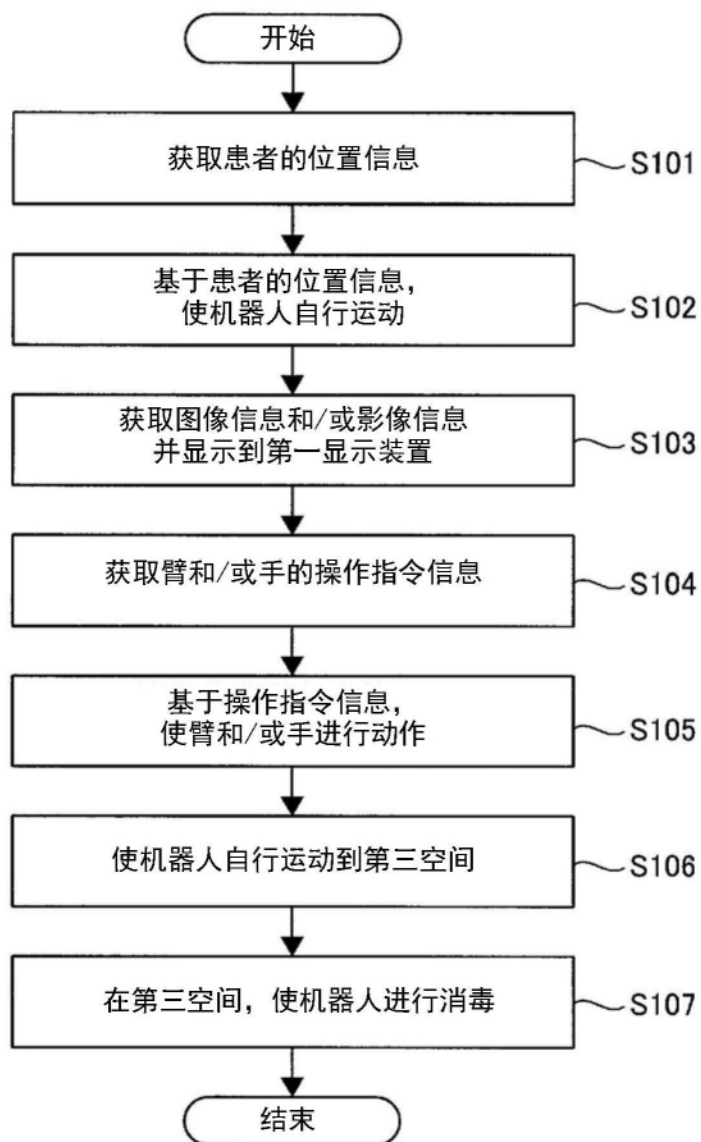 开始
获取患者的位置信息
S101
基于患者的位置信息，
使机器人自行运动
S102
获取图像信息和/或影像信息
并显示到第一显示装置
S103
获取臂和/或手的操作指令信息
S104
基于操作指令信息，
使臂和/或手进行动作
S105
使机器人自行运动到第三空间
S106
在第三空间，使机器人进行消毒
S107
结束